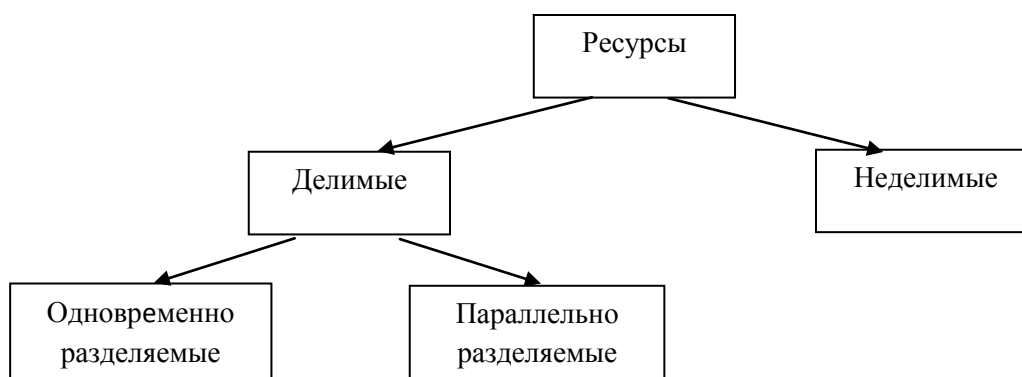 Ресурсы
Делимые
Неделимые
Одновременно
разделяемые
Параллельно
разделяемые